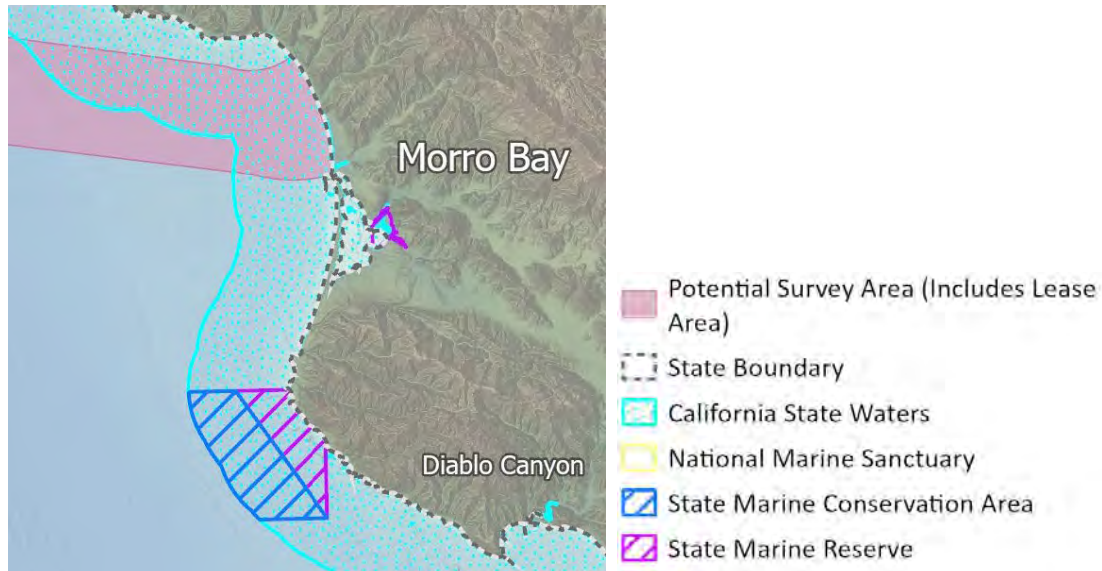 Morro Bay
Diablo Canyon
Potential Survey Area (Includes Lease
Area)
State Boundary
California State Waters
National Marine Sanctuary
State Marine Conservation Area
State Marine Reserve